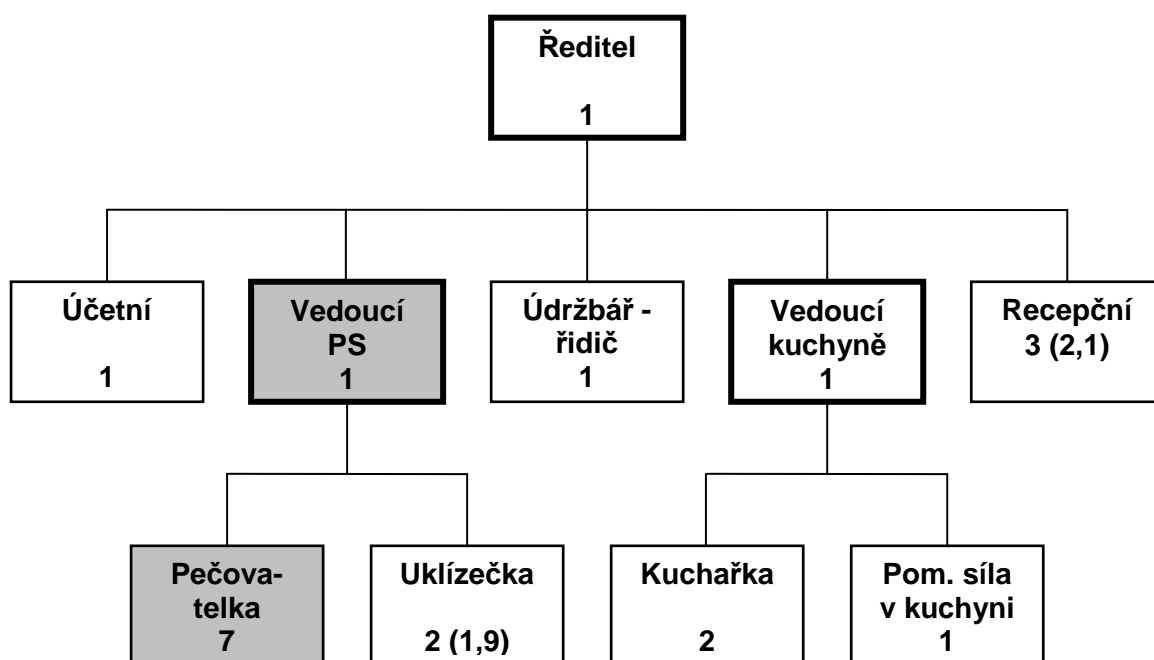 Ředitel
1
Účetní
1
Vedoucí
PS
1
Údržbář -
řidič
1
Vedoucí
kuchyně
1
Recepční
3 (2,1)
Pečova-
telka
7
Uklízečka
2 (1,9)
Kuchařka
2
Pom. síla
v kuchyni
1